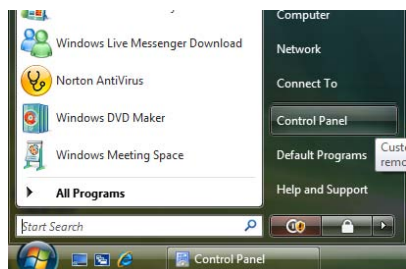 Windows Live Messenger Download
Norton AntiVirus
Windows DVD Maker
Windows Meeting Space
All Programs
Start Search
Computer
Network
Connect To
Control Panel
Default Programs
Help and Support
Control Panel